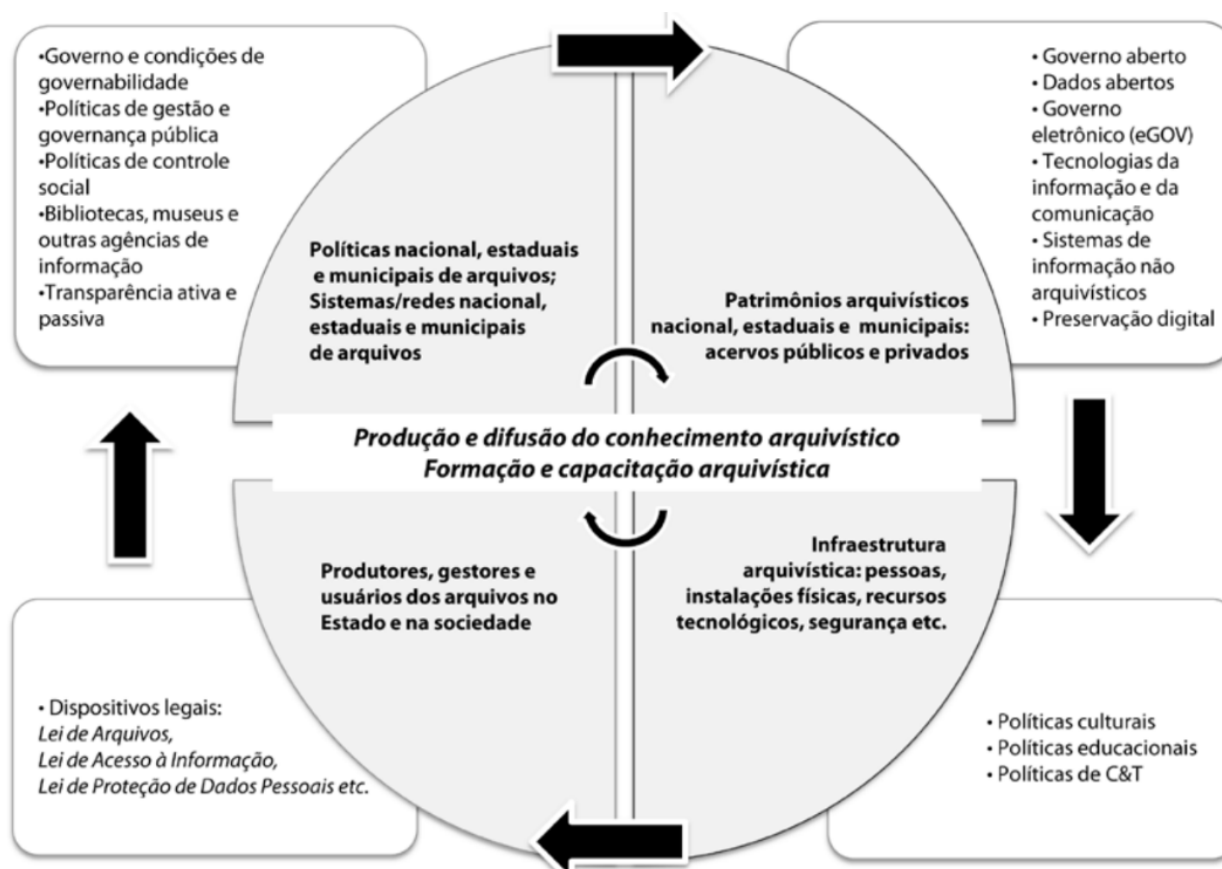 •Governo e condições de
governabilidade
•Políticas de gestão e
governança pública
•Políticas de controle
social
•Bibliotecas, museus e
outras agências de
informação
•Transparência ativa e
passiva
• Governo aberto
• Dados abertos
• Governo
eletrônico (eGOV)
• Tecnologias da
informação e da
comunicação
• Sistemas de
informação não
arquivísticos
• Preservação digital
Políticas nacional, estaduais
e municipais de arquivos;
Sistemas/redes nacional,
estaduais e municipais
de arquivos
Patrimônios arquivísticos
nacional, estaduais e municipais:
acervos públicos e privados
Produção e difusão do conhecimento arquivístico
Formação e capacitação arquivística
Produtores, gestores e
usuários dos arquivos no
Estado e na sociedade
Infraestrutura
arquivística: pessoas,
instalações físicas, recursos
tecnológicos, segurança etc.
• Dispositivos legais:
Lei de Arquivos,
Lei de Acesso à Informação,
Lei de Proteção de Dados Pessoais etc.
• Políticas culturais
• Políticas educacionais
• Políticas de C&T